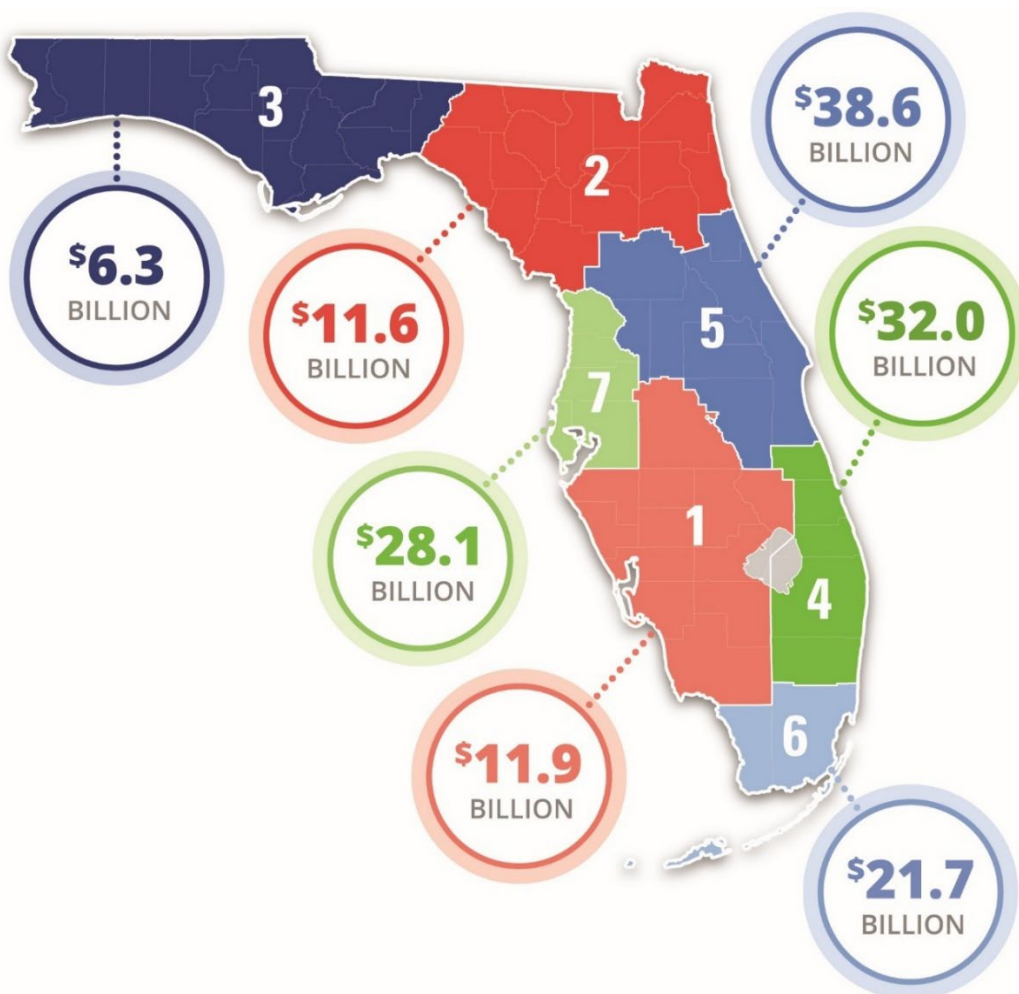 3
$38.6
BILLION
2
$6.3
BILLION
$11.6
BILLION
5
$32.0
BILLION
7
$28.1
BILLION
1
4
$11.9
BILLION
6
$21.7
BILLION